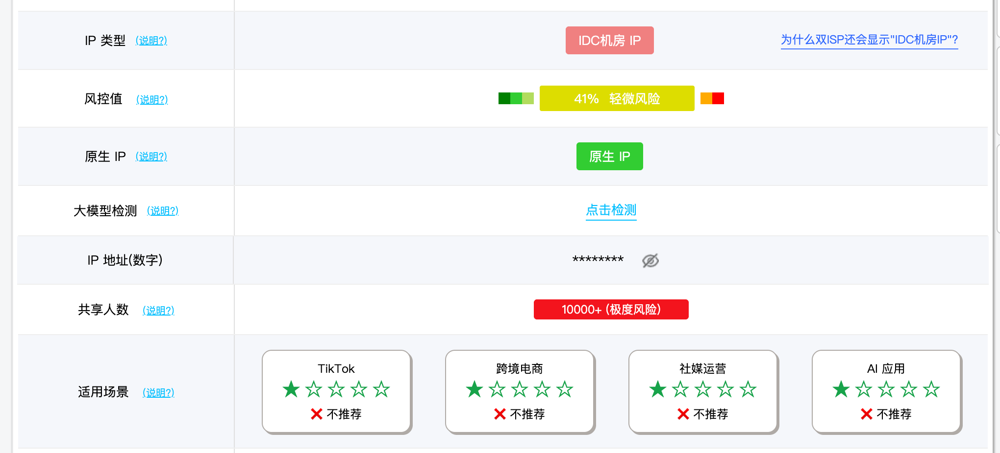 IP 类型 (说明?)
IDC机房 IP
为什么双ISP还会显示"IDC机房IP"?
风控值 (说明?)
41% 轻微风险
原生 IP (说明?)
原生 IP
大模型检测 (说明?)
点击检测
IP 地址(数字)
********
共享人数 (说明?)
10000+ (极度风险)
适用场景 (说明?)
TikTok
不推荐
跨境电商
不推荐
社媒运营
不推荐
AI 应用
不推荐